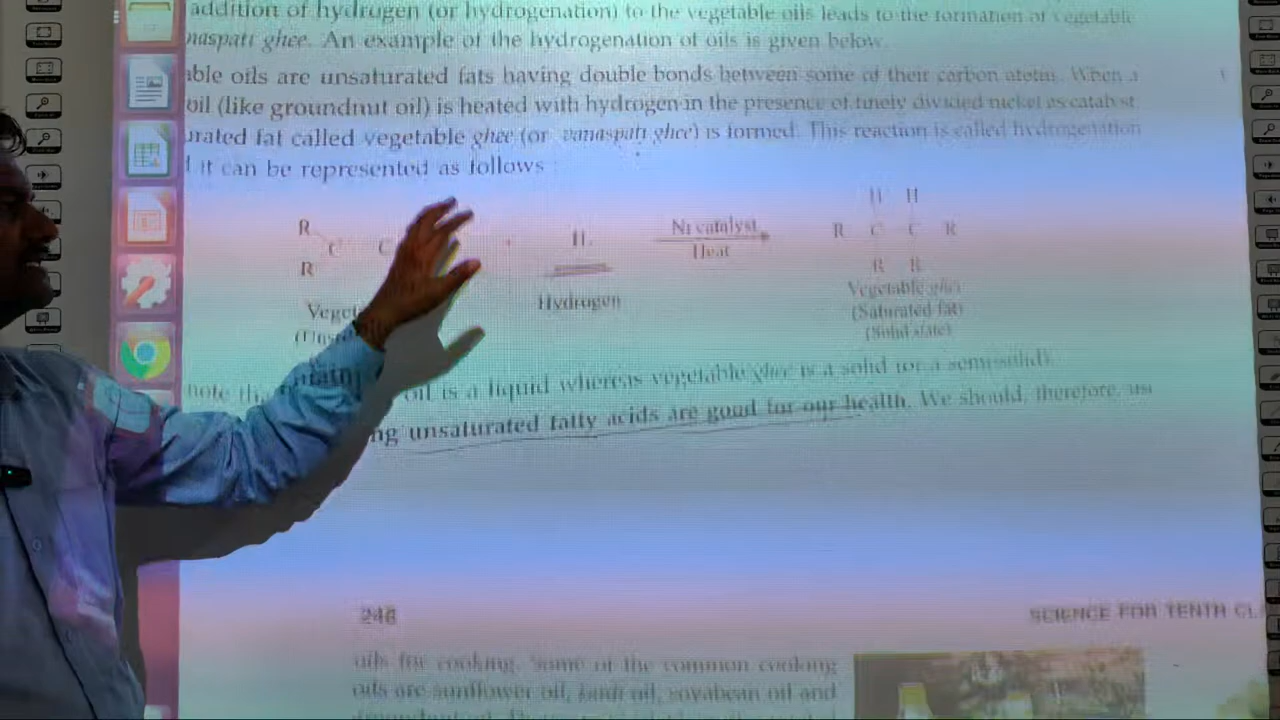 addition of hydrogen (or hydrogenation) to the vegetable oils leads to the formation of vegetable
naspati ghee. An example of the hydrogenation of oils is given below.
able oils are unsaturated fats having double bonds between some of their carbon atoms. When a
oil (like groundnut oil) is heated with hydrogen in the presence of finely divided nickel as catalyst
urated fat called vegetable ghee (or vanaspati ghee) is formed. This reaction is called hydrogenation
it can be represented as follows
H H
R C C + H₂ Ni catalyst R C C R
R Heat R R
Hydrogen Vegetable ghee
(Saturated fat)
(Solid state)
note oil is a liquid whereas vegetable ghee is a solid (or a semi-solid).
ng unsaturated fatty acids are good for our health. We should, therefore, use
246 SCIENCE FOR TENTH CL
oils for cooking. Some of the common cooking
oils are sunflower oil, soyabean oil and